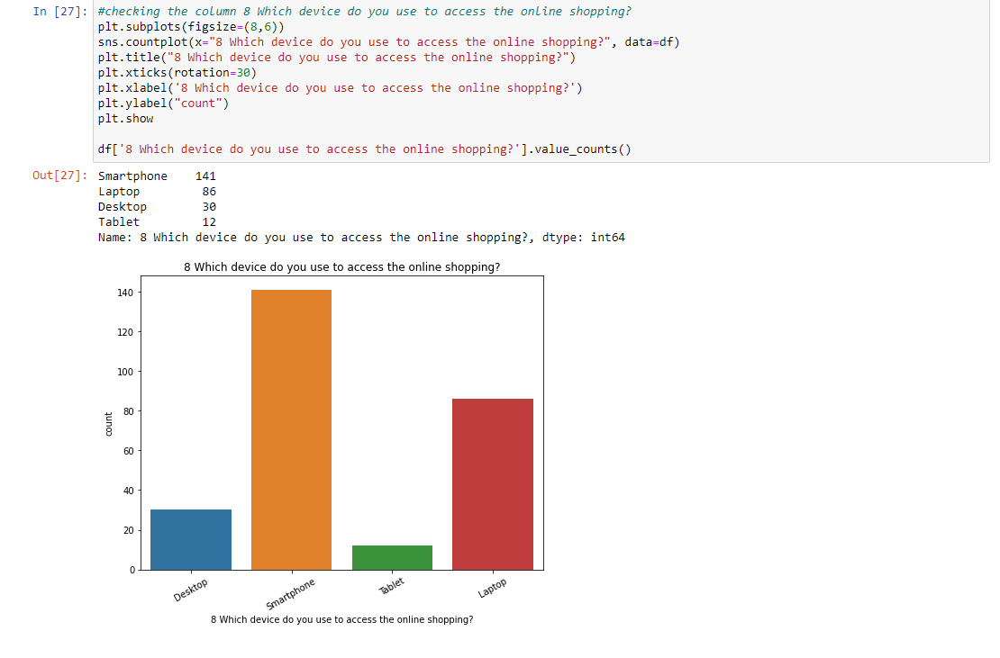 In [27]: #checking the column 8 Which device do you use to access the online shopping?
plt.subplots(figsize=(8,6))
sns.countplot(x="8 Which device do you use to access the online shopping?", data=df)
plt.title("8 Which device do you use to access the online shopping?")
plt.xticks(rotation=30)
plt.xlabel('8 Which device do you use to access the online shopping?')
plt.ylabel("count")
plt.show
df['8 Which device do you use to access the online shopping?'].value_counts()
Out[27]: Smartphone 141
Laptop 86
Desktop 30
Tablet 12
Name: 8 Which device do you use to access the online shopping?, dtype: int64
8 Which device do you use to access the online shopping?
140
120
100
80
60
40
20
0
count
Desktop
Smartphone
Tablet
Laptop
8 Which device do you use to access the online shopping?